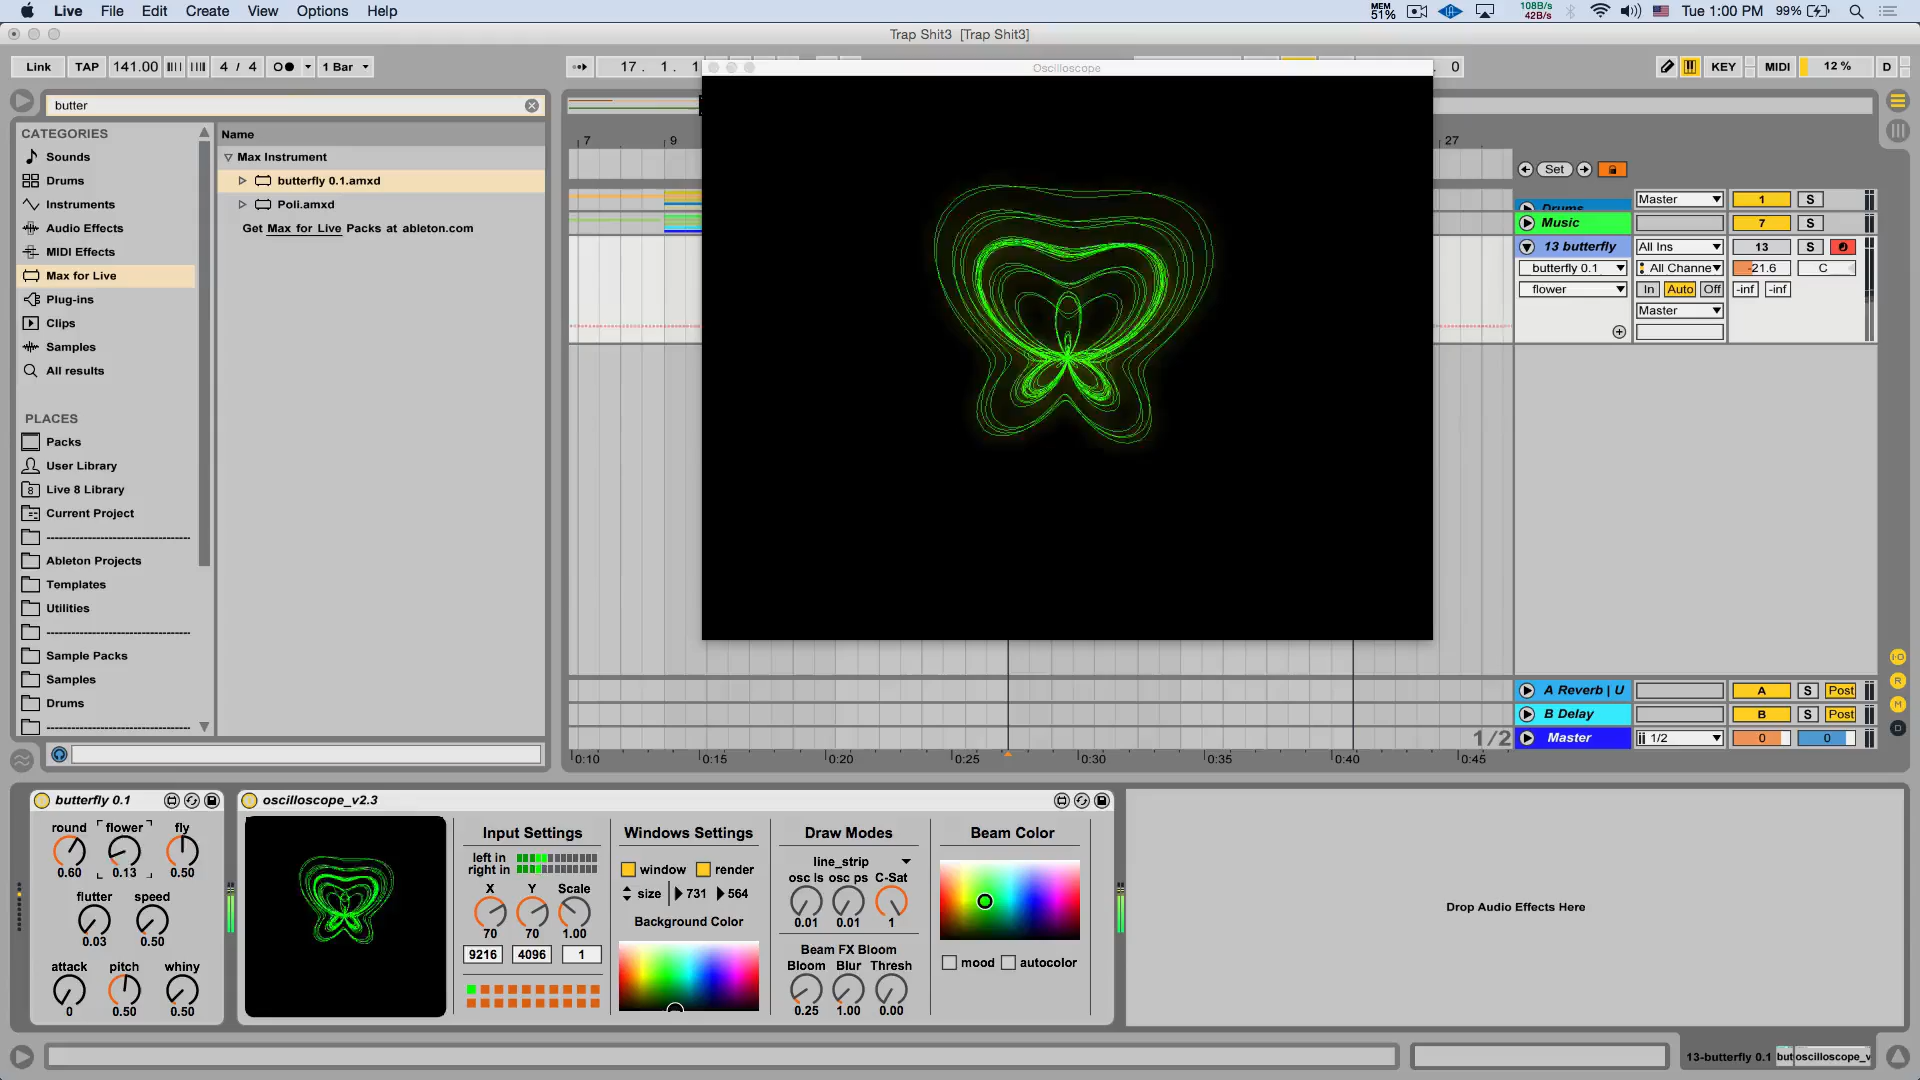 Live File Edit Create View Options Help
MEM 51% 108B/s 42B/s Tue 1:00 PM 99%
Trap Shit3 [Trap Shit3]
Link TAP 141.00 4 / 4 1 Bar 17. 1. 1 0 KEY MIDI 12 % D
Oscilloscope
butter
CATEGORIES
Sounds
Drums
Instruments
Audio Effects
MIDI Effects
Max for Live
Plug-ins
Clips
Samples
All results
PLACES
Packs
User Library
Live 8 Library
Current Project
----------------------------------
Ableton Projects
Templates
Utilities
----------------------------------
Sample Packs
Samples
Drums
----------------------------------
Name
Max Instrument
butterfly 0.1.amxd
Poli.amxd
Get Max for Live Packs at ableton.com
7 9 27
Set
Drums Master 1 S
Music 7 S
13 butterfly All Ins 13 S
butterfly 0.1 All Channe -21.6 C
flower In Auto Off -inf -inf
Master
A Reverb | U A S Post
B Delay B S Post
1/2 Master 1/2 0 0
0:10 0:15 0:20 0:25 0:30 0:35 0:40 0:45
I·O
R
M
D
butterfly 0.1
round flower fly
0.60 0.13 0.50
flutter speed
0.03 0.50
attack pitch whiny
0 0.50 0.50
oscilloscope_v2.3
Input Settings
left in
right in
X Y Scale
70 70 1.00
9216 4096 1
Windows Settings
window render
size 731 564
Background Color
Draw Modes
line_strip
osc ls osc ps C-Sat
0.01 0.01 1
Beam FX Bloom
Bloom Blur Thresh
0.25 1.00 0.00
Beam Color
mood autocolor
Drop Audio Effects Here
13-butterfly 0.1 but oscilloscope_v